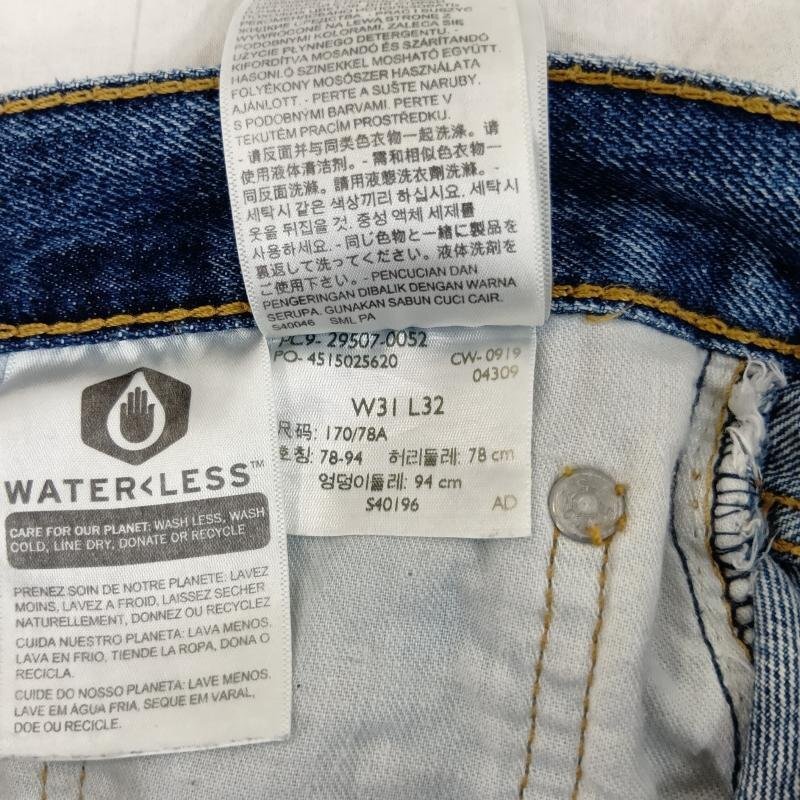 WYWROCONE NA LEWĄ STRONĘ Z
PODOBNYMI KOLORAMI. ZALECA SIĘ
UŻYCIE PŁYNNEGO DETERGENTU.
KIFORDÍTVA MOSANDÓ ÉS SZÁRÍTANDÓ
HASONLÓ SZINEKKEL MOSHATÓ EGYÜTT.
FOLYÉKONY MOSÓSZER HASZNÁLATA
AJÁNLOTT. - PERTE A SUŠTE NARUBY.
S PODOBNÝMI BARVAMI. PERTE V
TEKUTÉM PRACÍM PROSTŘEDKU.
- 请反面并与同类色衣物一起洗涤。请
使用液体清洁剂。- 需和相似色衣物一
同反面洗滌。請用液態洗衣劑洗滌。-
세탁시 같은 색상끼리 하십시요. 세탁시
옷을 뒤집을 것. 중성 액체 세제를
사용하세요. - 同じ色物と一緒に製品を
裏返して洗ってください。液体洗剤を
ご使用下さい。- PENCUCIAN DAN
PENGERINGAN DIBALIK DENGAN WARNA
SERUPA. GUNAKAN SABUN CUCI CAIR.
S40046 SML PA
PC9- 29507-0052
PO- 4515025620 CW- 0919
04309
W31 L32
尺码: 170/78A
호칭: 78-94 허리둘레: 78 cm
엉덩이둘레: 94 cm
S40196 AD
WATER<LESS™
CARE FOR OUR PLANET: WASH LESS, WASH
COLD, LINE DRY, DONATE OR RECYCLE
PRENEZ SOIN DE NOTRE PLANETE: LAVEZ
MOINS, LAVEZ A FROID, LAISSEZ SECHER
NATURELLEMENT, DONNEZ OU RECYCLEZ
CUIDA NUESTRO PLANETA: LAVA MENOS.
LAVA EN FRIO, TIENDE LA ROPA, DONA O
RECICLA.
CUIDE DO NOSSO PLANETA: LAVE MENOS.
LAVE EM ÁGUA FRIA, SEQUE EM VARAL,
DOE OU RECICLE.